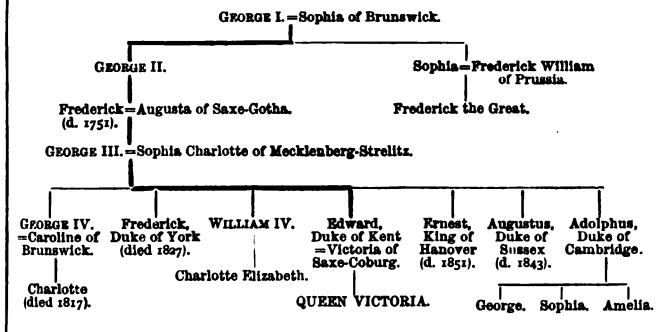 GEORGE I.=Sophia of Brunswick.
GEORGE II.
Sophia=Frederick William
of Prussia.
Frederick=Augusta of Saxe-Gotha.
(d. 1751).
Frederick the Great.
GEORGE III.=Sophia Charlotte of Mecklenberg-Strelitz.
GEORGE IV.
=Caroline of
Brunswick.
Frederick,
Duke of York
(died 1827).
WILLIAM IV.
Edward,
Duke of Kent
=Victoria of
Saxe-Coburg.
Ernest,
King of
Hanover
(d. 1851).
Augustus,
Duke of
Sussex
(d. 1843).
Adolphus,
Duke of
Cambridge.
Charlotte
(died 1817).
Charlotte Elizabeth.
QUEEN VICTORIA.
George. Sophia. Amelia.